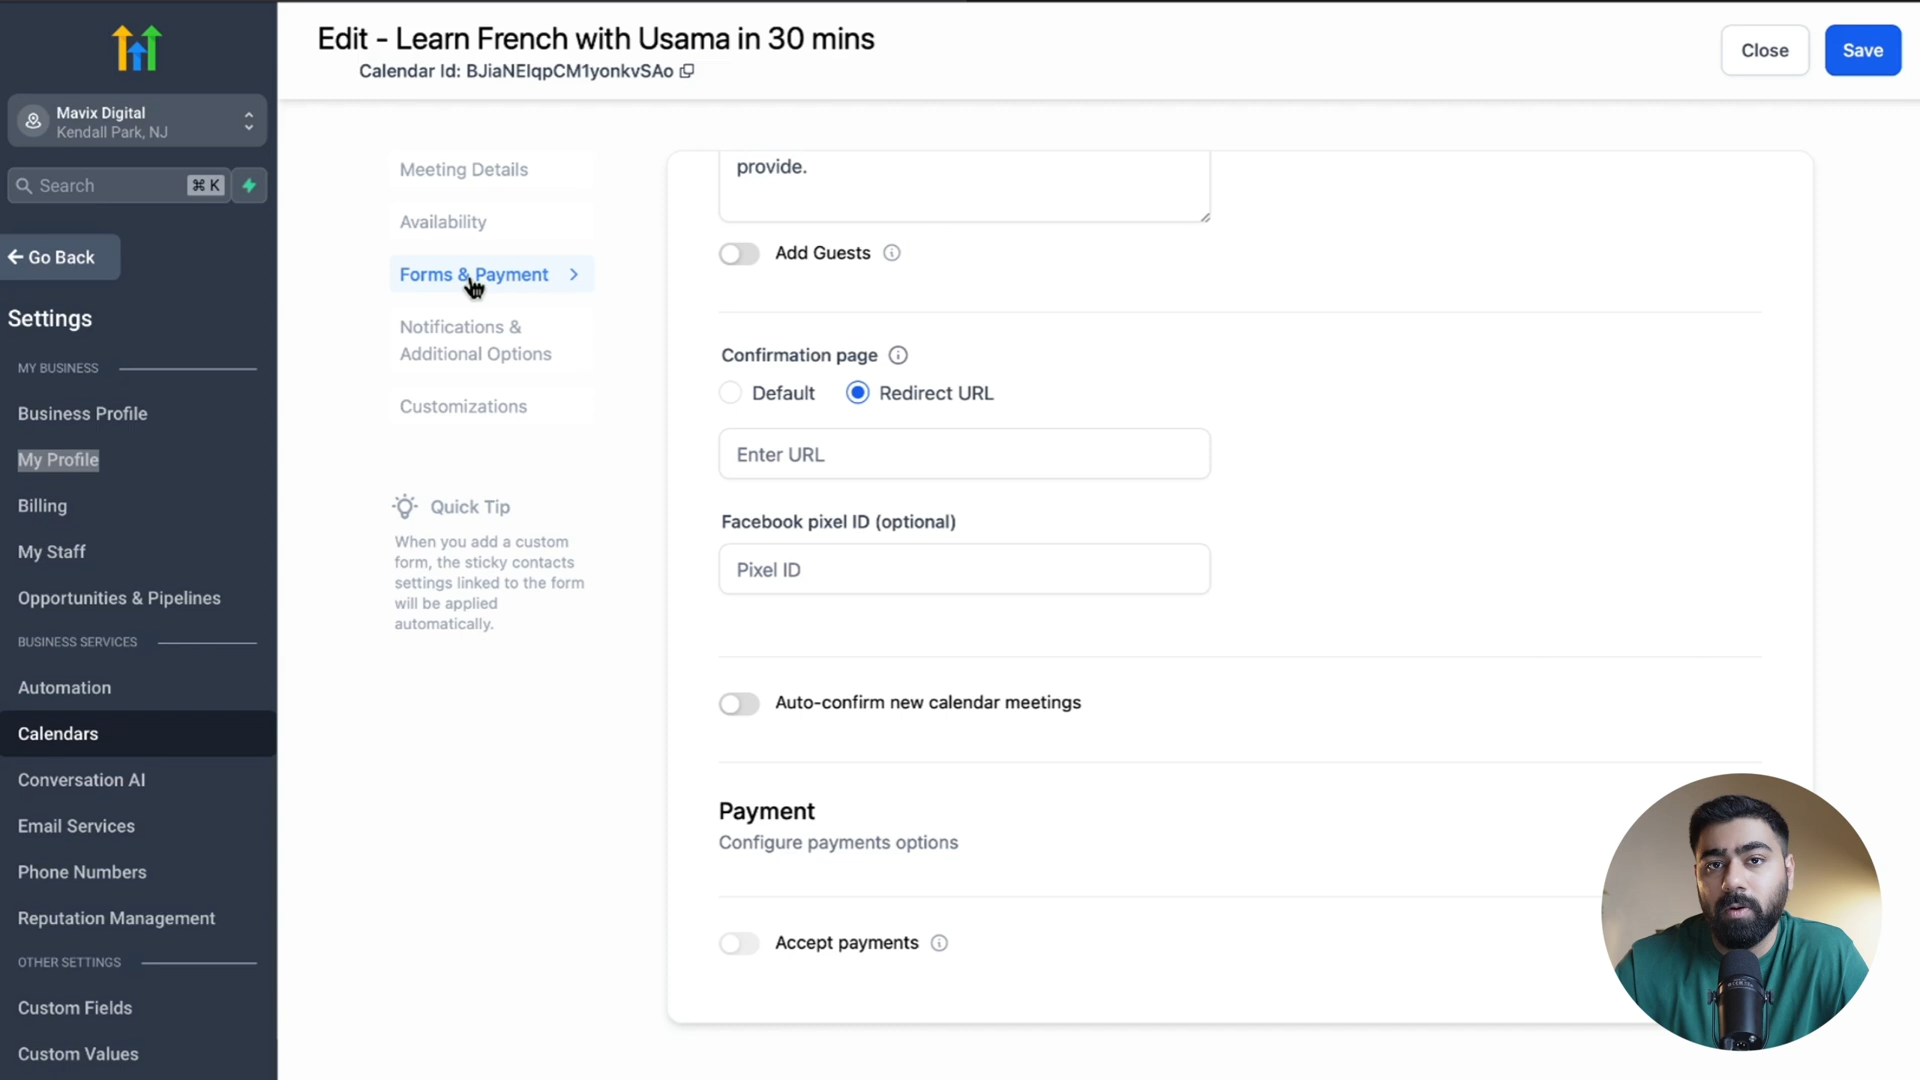 Edit - Learn French with Usama in 30 mins
Calendar Id: BJiaNEIqpCM1yonkvSAo
Close
Save
Mavix Digital
Kendall Park, NJ
Search
⌘ K
Go Back
Settings
MY BUSINESS
Business Profile
My Profile
Billing
My Staff
Opportunities & Pipelines
BUSINESS SERVICES
Automation
Calendars
Conversation AI
Email Services
Phone Numbers
Reputation Management
OTHER SETTINGS
Custom Fields
Custom Values
Meeting Details
Availability
Forms & Payment
Notifications &
Additional Options
Customizations
Quick Tip
When you add a custom
form, the sticky contacts
settings linked to the form
will be applied
automatically.
provide.
Add Guests
Confirmation page
Default
Redirect URL
Enter URL
Facebook pixel ID (optional)
Pixel ID
Auto-confirm new calendar meetings
Payment
Configure payments options
Accept payments